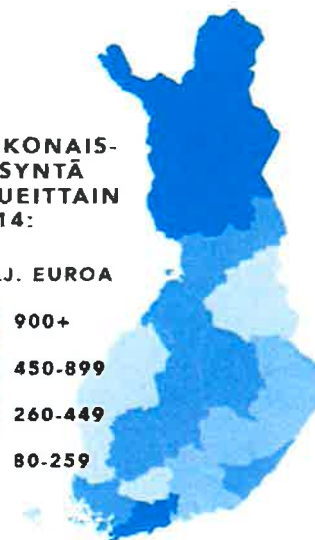 KONAIS-
SYNTÄ
UEITTAIN
14:
J. EUROA
900+
450-899
260-449
80-259